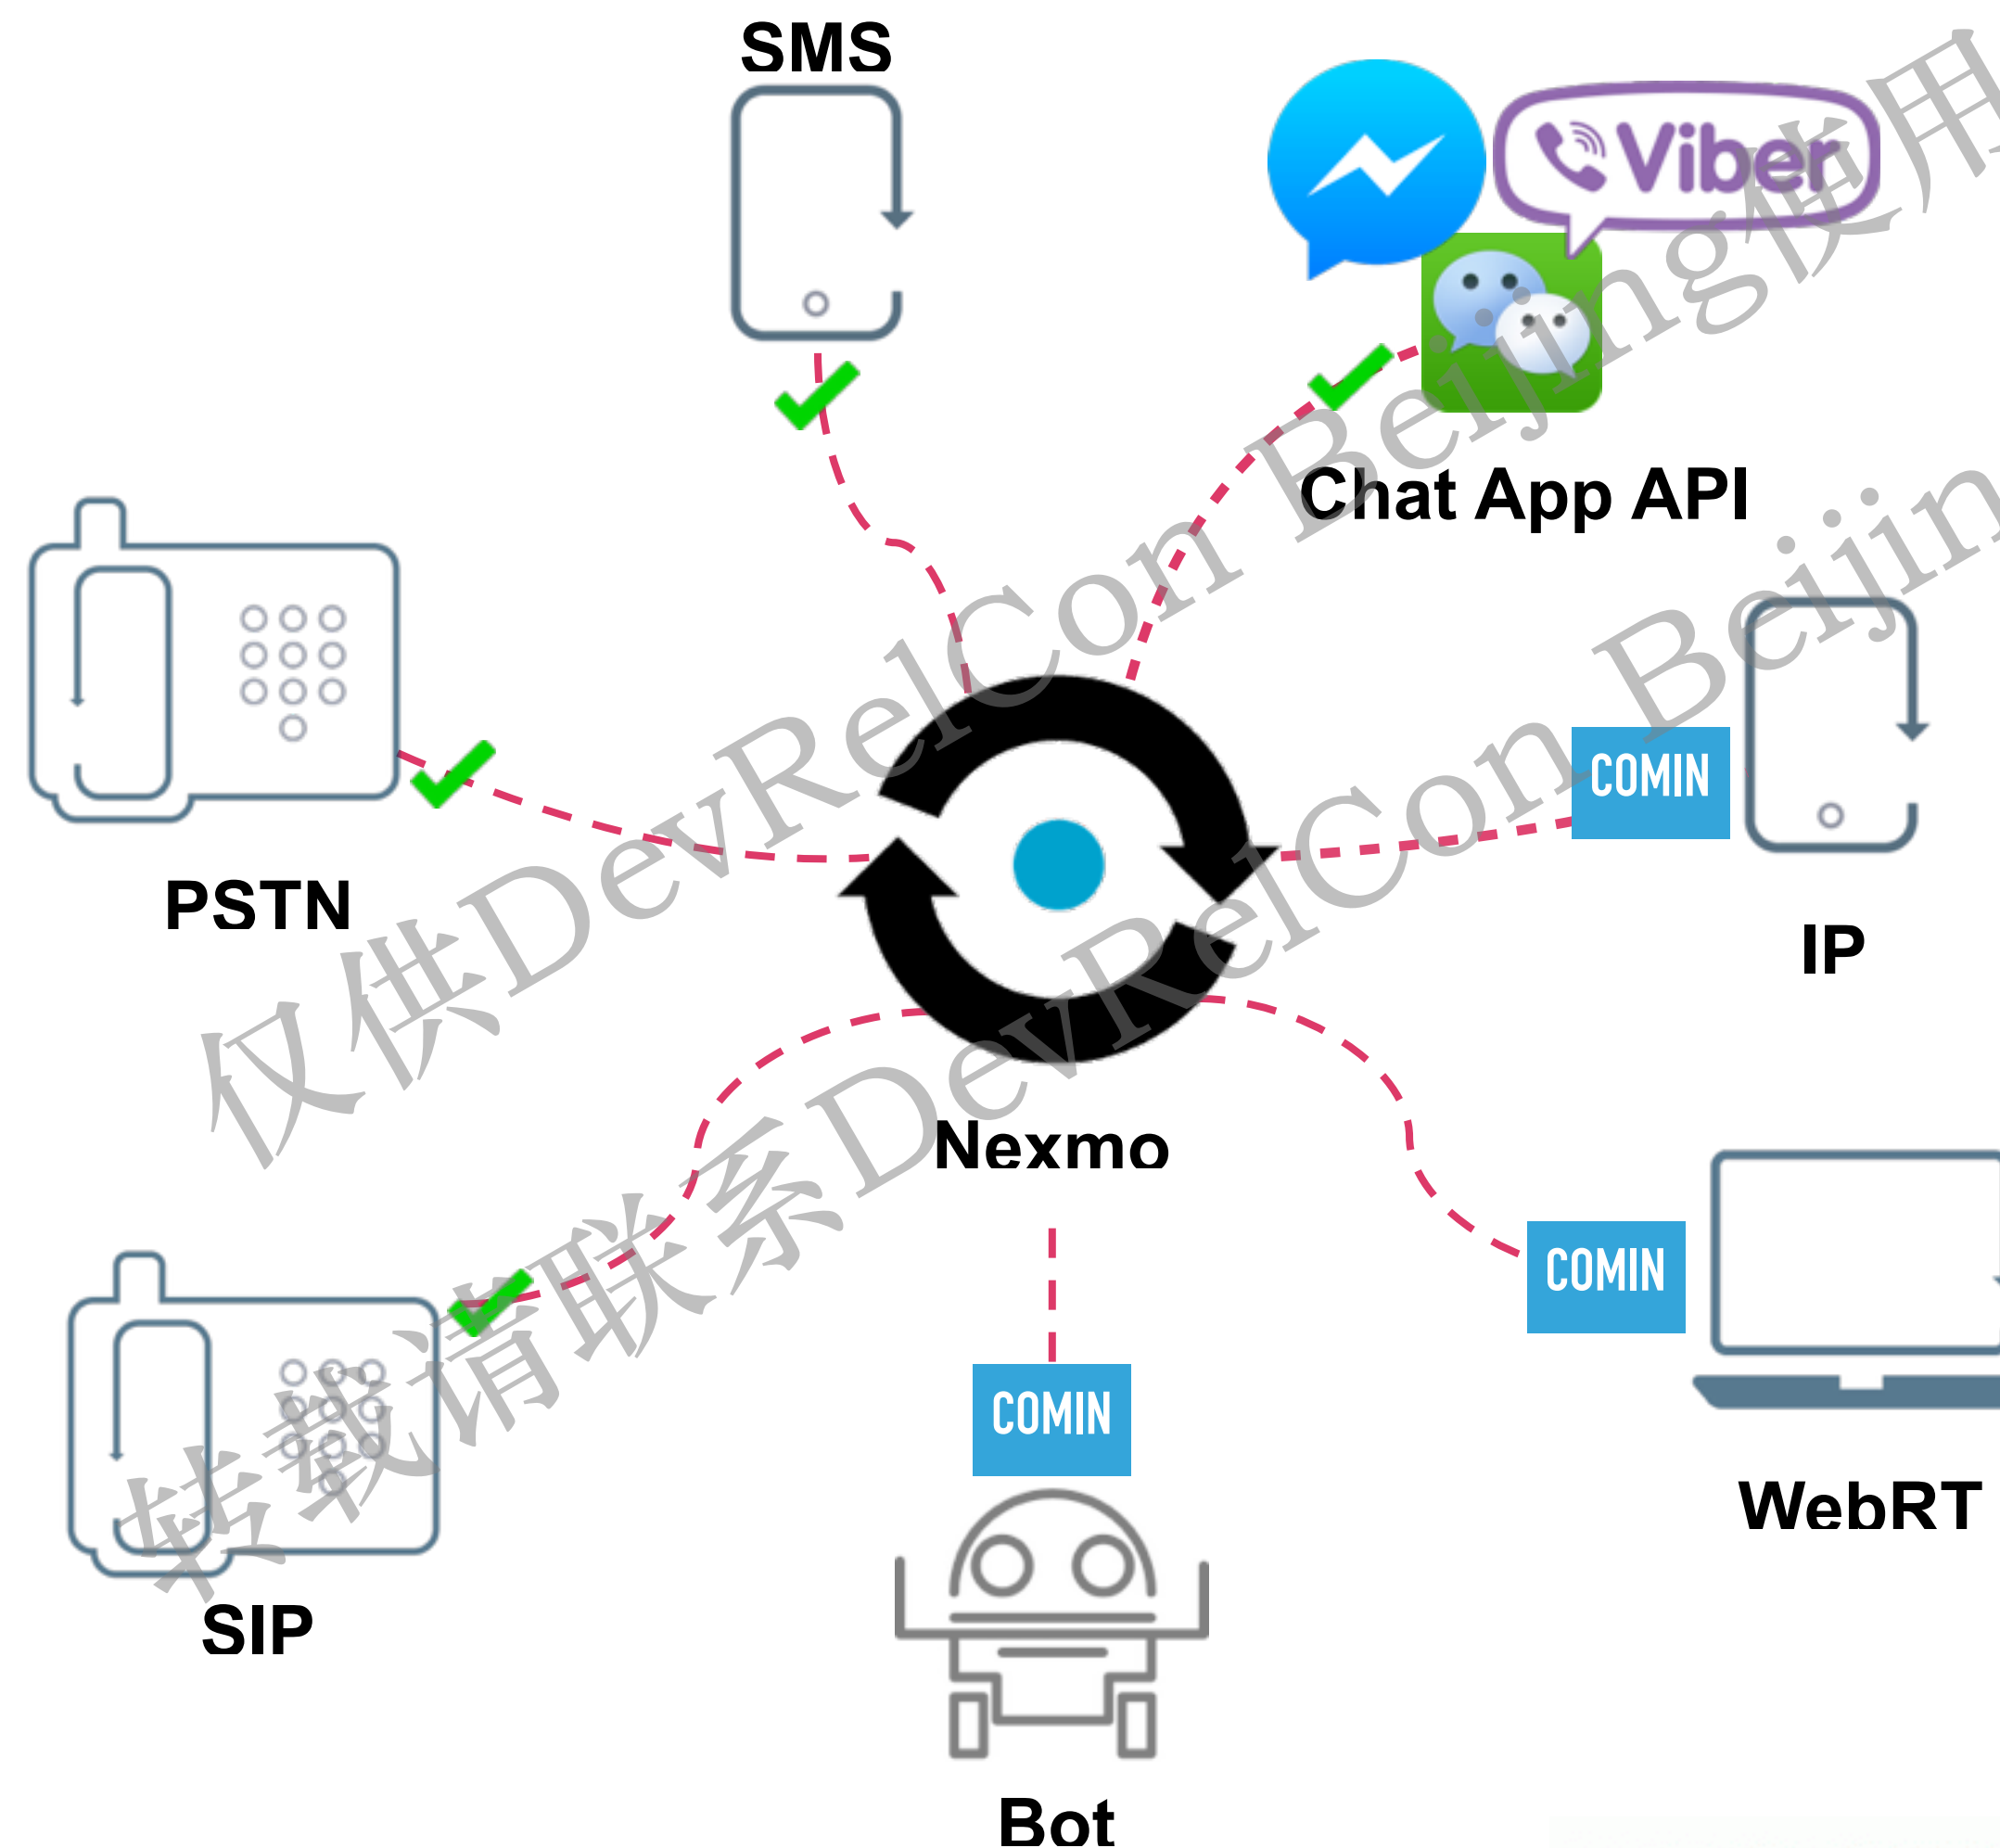 SMS
Viber
Chat App API
PSTN
COMIN
IP
Nexmo
COMIN
COMIN
WebRT
SIP
Bot
仅供DevRelCon Beijing使用
转载请联系DevRelCon Beijin